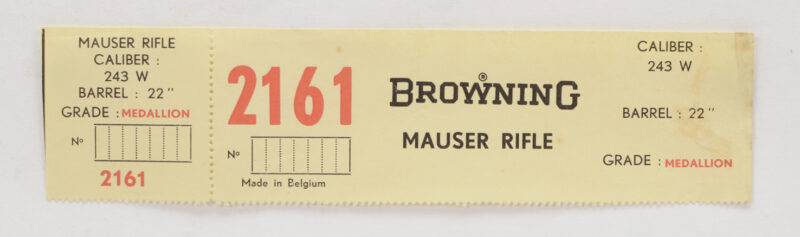 MAUSER RIFLE
CALIBER :
243 W
BARREL : 22"
GRADE : MEDALLION
Nº
2161
2161
Nº
Made in Belgium
BROWNING ®
MAUSER RIFLE
CALIBER :
243 W
BARREL : 22"
GRADE : MEDALLION